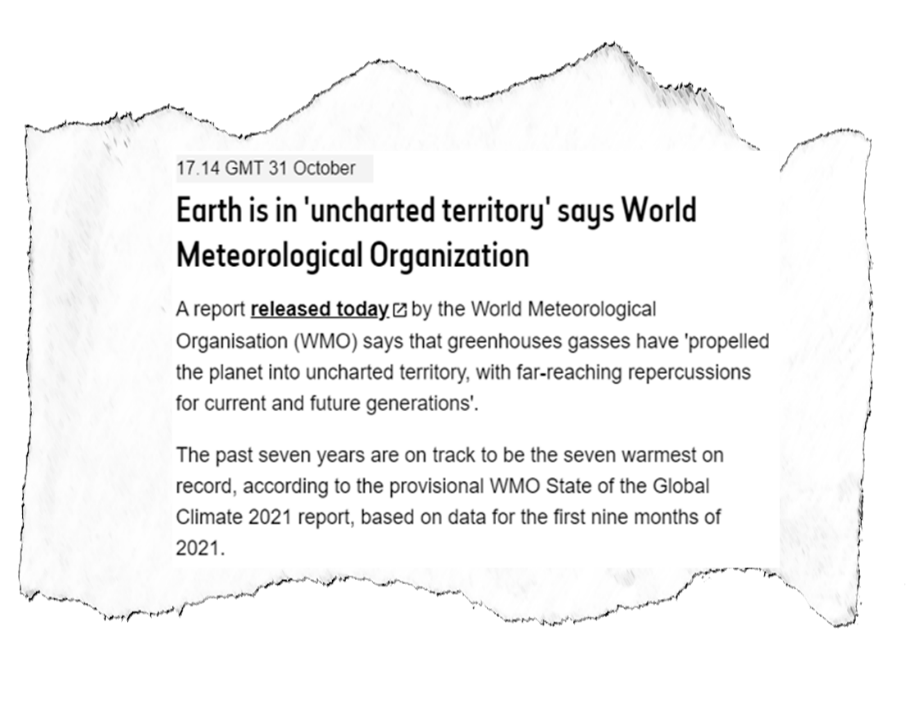 17.14 GMT 31 October
Earth is in 'uncharted territory' says World
Meteorological Organization
A report released today by the World Meteorological
Organisation (WMO) says that greenhouses gasses have 'propelled
the planet into uncharted territory, with far-reaching repercussions
for current and future generations'.
The past seven years are on track to be the seven warmest on
record, according to the provisional WMO State of the Global
Climate 2021 report, based on data for the first nine months of
2021.